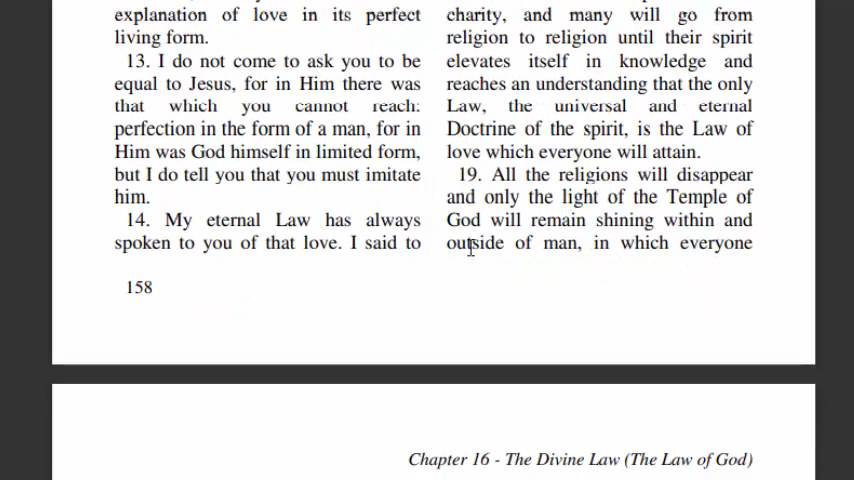 explanation of love in its perfect
living form.
13. I do not come to ask you to be
equal to Jesus, for in Him there was
that which you cannot reach:
perfection in the form of a man, for in
Him was God himself in limited form,
but I do tell you that you must imitate
him.
14. My eternal Law has always
spoken to you of that love. I said to
158
charity, and many will go from
religion to religion until their spirit
elevates itself in knowledge and
reaches an understanding that the only
Law, the universal and eternal
Doctrine of the spirit, is the Law of
love which everyone will attain.
19. All the religions will disappear
and only the light of the Temple of
God will remain shining within and
outside of man, in which everyone
Chapter 16 - The Divine Law (The Law of God)